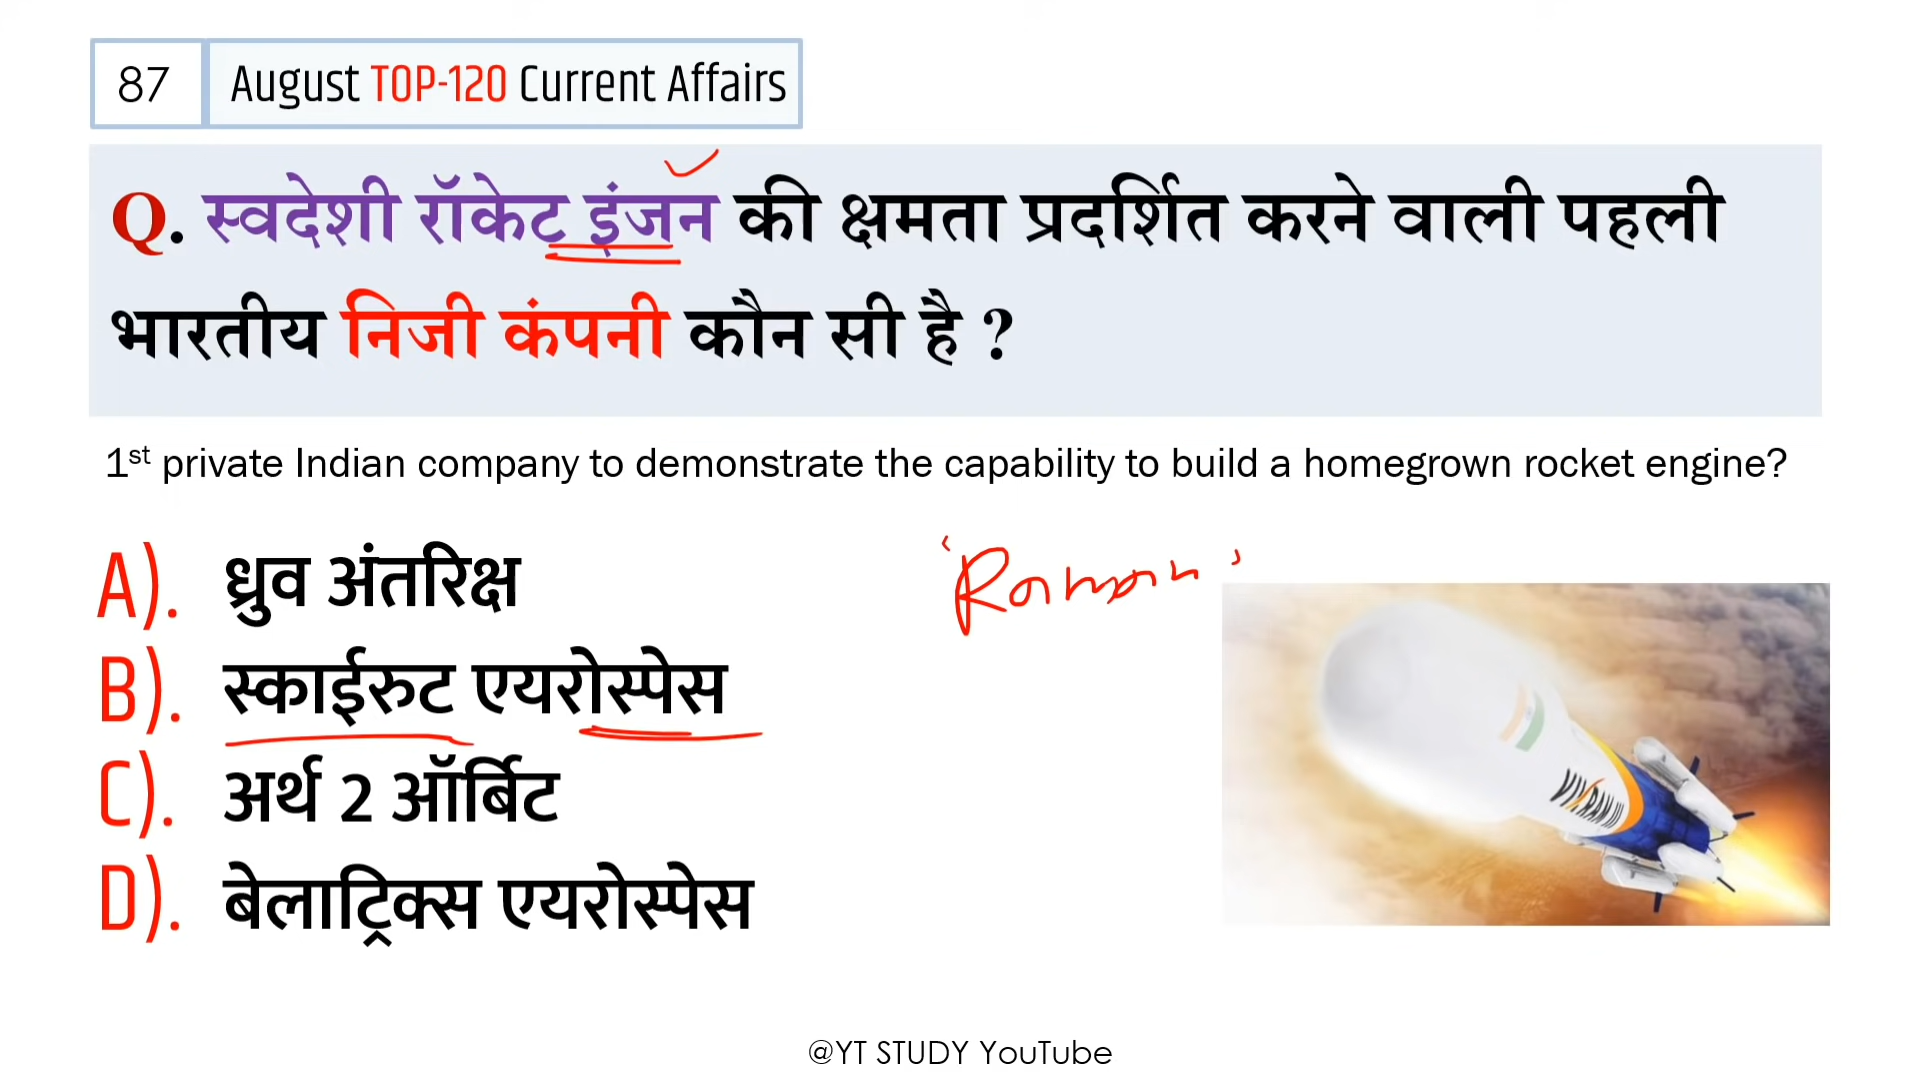 87
August TOP-120 Current Affairs
Q. स्वदेशी रॉकेट इंजन की क्षमता प्रदर्शित करने वाली पहली
भारतीय निजी कंपनी कौन सी है ?
1st private Indian company to demonstrate the capability to build a homegrown rocket engine?
A). ध्रुव अंतरिक्ष
'Raman'
B). स्काईरुट एयरोस्पेस
C). अर्थ 2 ऑर्बिट
VIKRAM III
D). बेलाट्रिक्स एयरोस्पेस
@YT STUDY YouTube